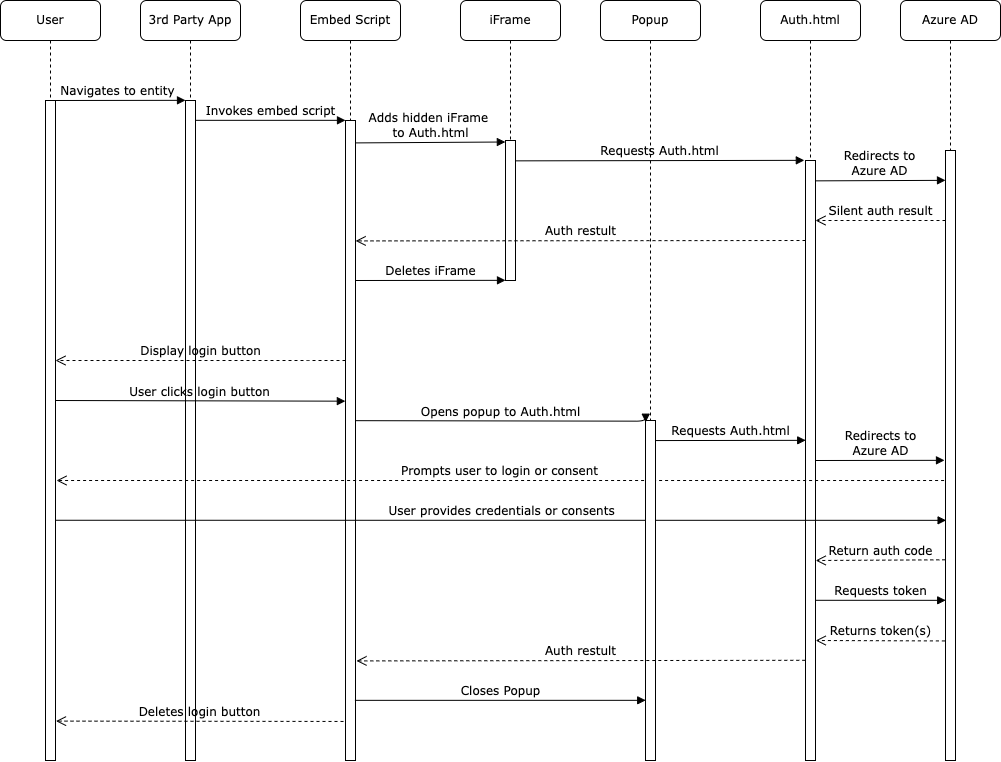 User
3rd Party App
Embed Script
iFrame
Popup
Auth.html
Azure AD
Navigates to entity
Invokes embed script
Adds hidden iFrame
to Auth.html
Requests Auth.html
Redirects to
Azure AD
Silent auth result
Auth restult
Deletes iFrame
Display login button
User clicks login button
Opens popup to Auth.html
Requests Auth.html
Redirects to
Azure AD
Prompts user to login or consent
User provides credentials or consents
Return auth code
Requests token
Returns token(s)
Auth restult
Closes Popup
Deletes login button